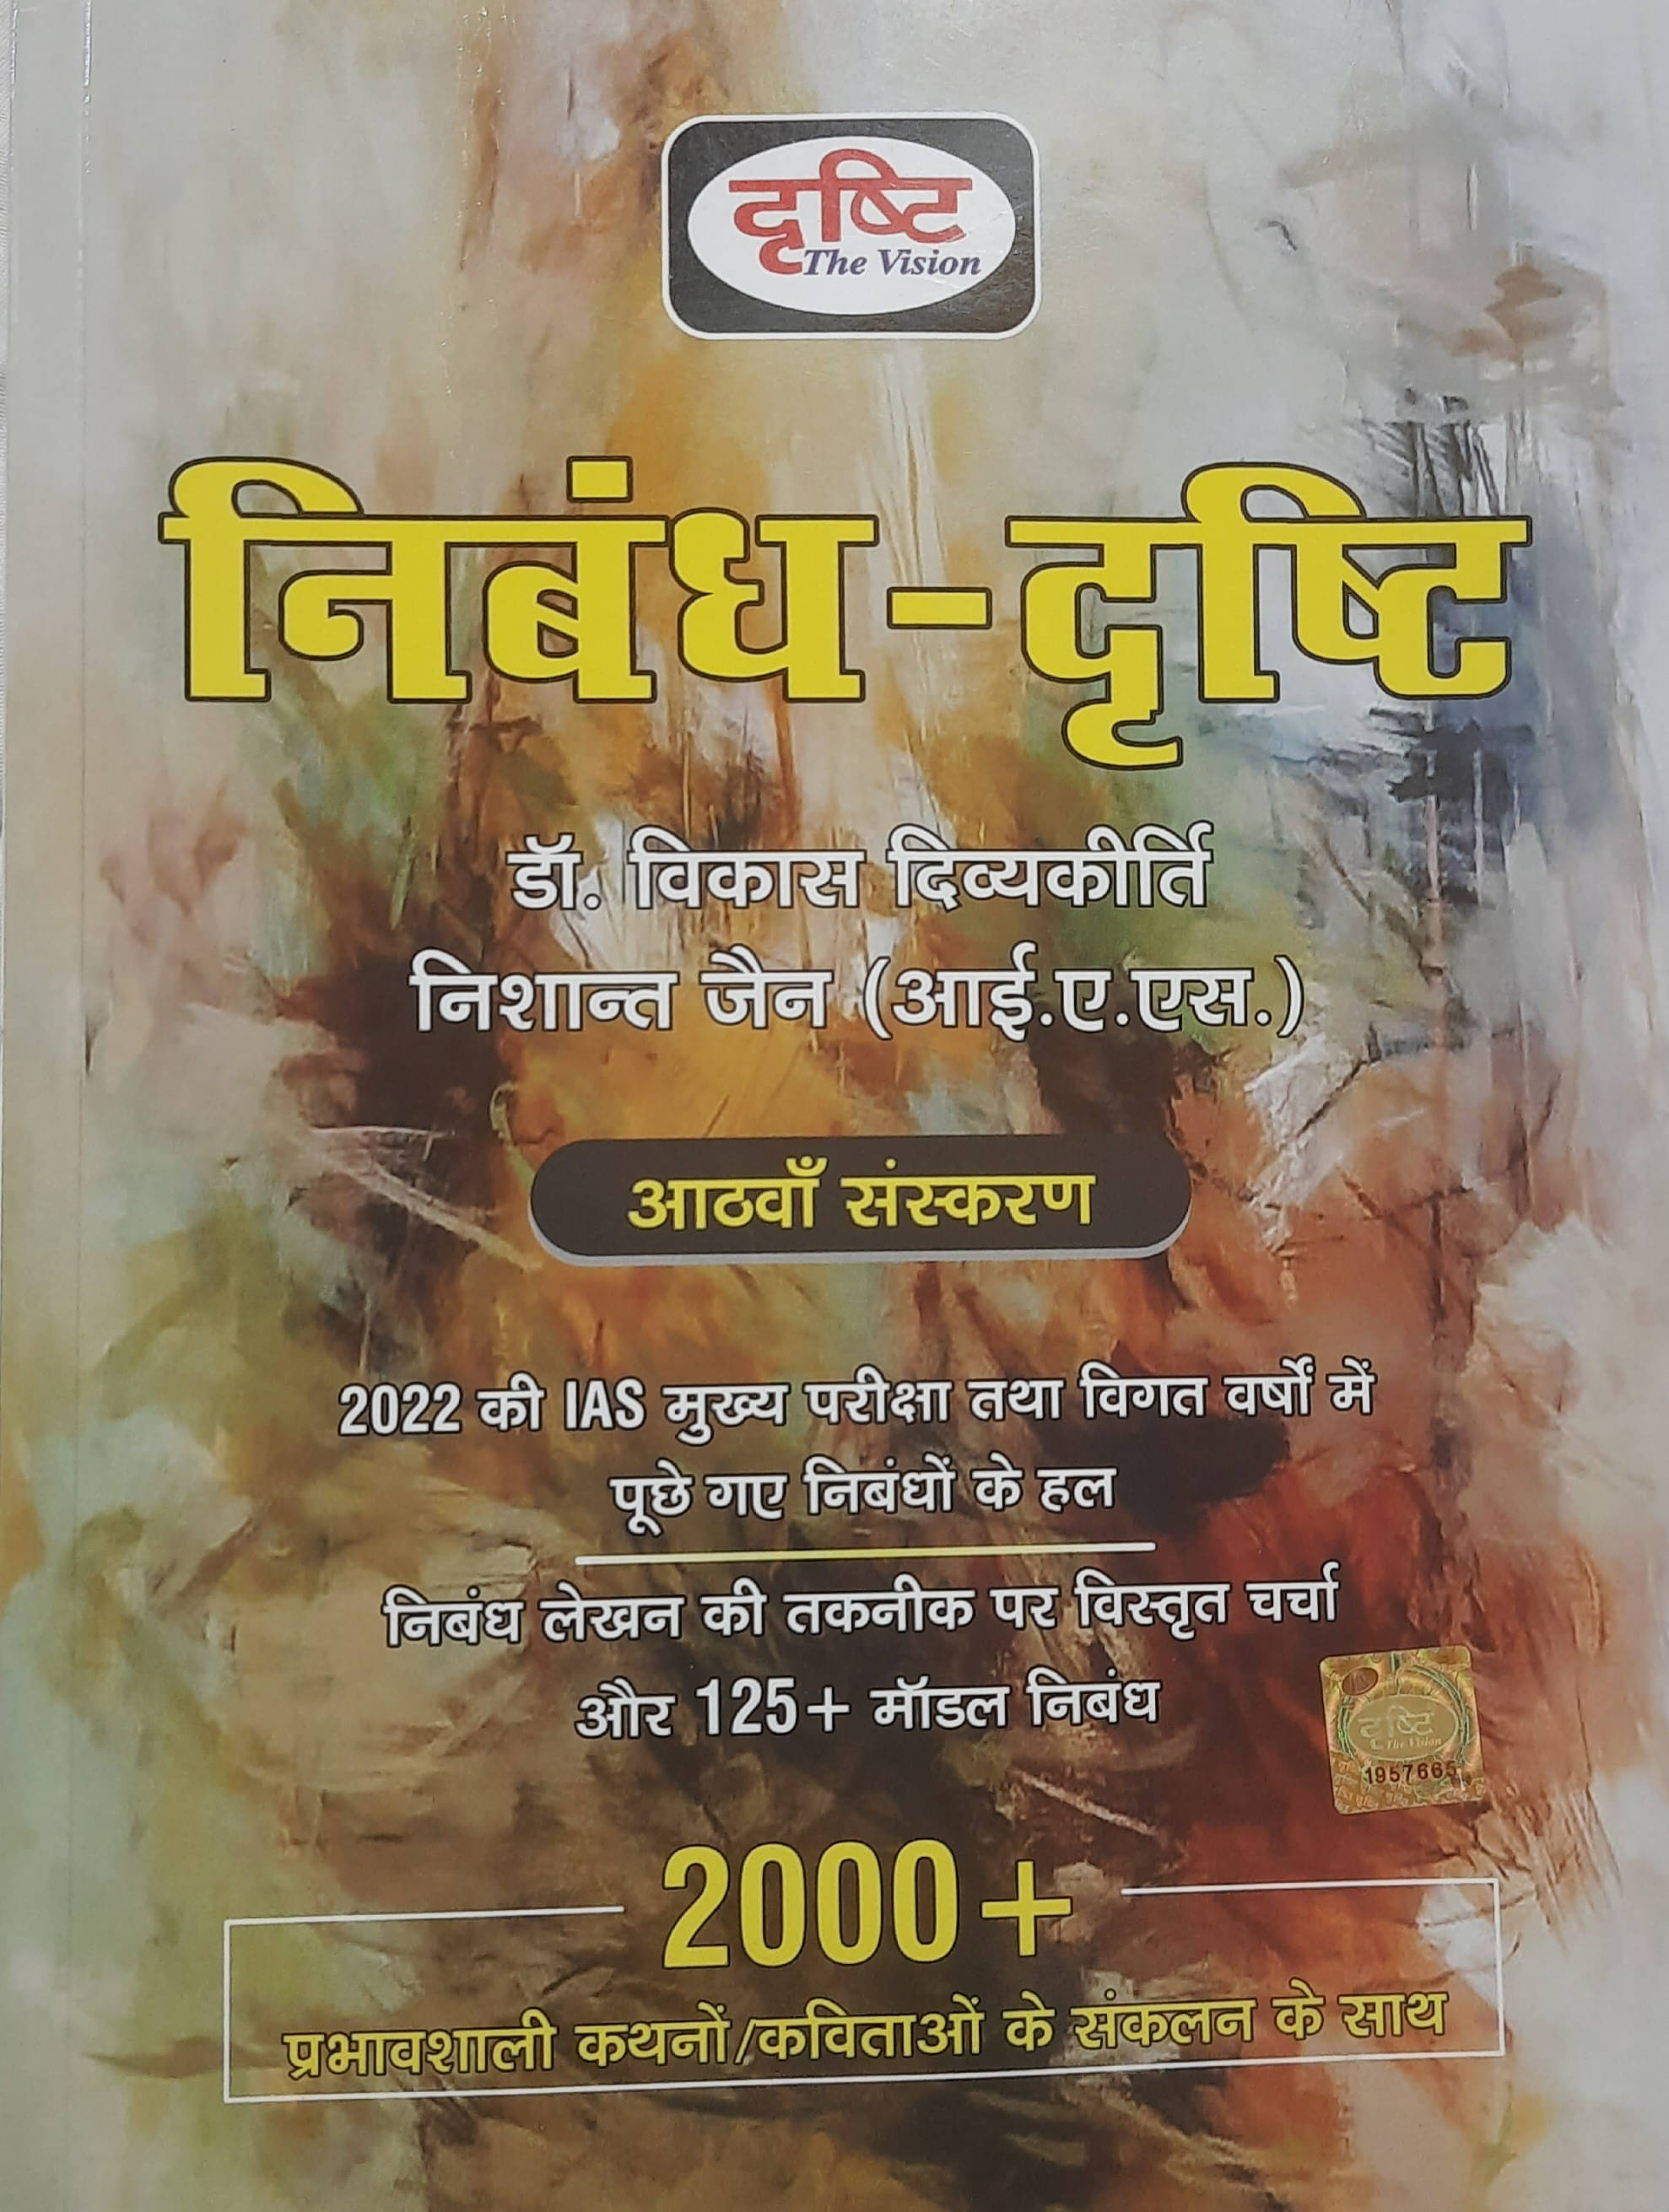 दृष्टि
The Vision
निबंध-दृष्टि
डॉ. विकास दिव्यकीर्ति
निशान्त जैन (आई.ए.एस.)
आठवाँ संस्करण
2022 की IAS मुख्य परीक्षा तथा विगत वर्षों में
पूछे गए निबंधों के हल
निबंध लेखन की तकनीक पर विस्तृत चर्चा
और 125+ मॉडल निबंध
दृष्टि
The Vision
1957665
2000+
प्रभावशाली कथनों/कविताओं के संकलन के साथ